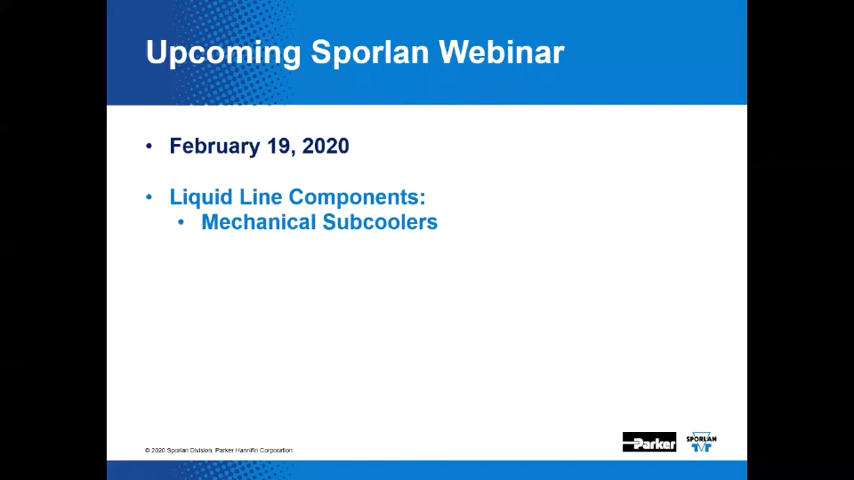 Upcoming Sporlan Webinar
• February 19, 2020
• Liquid Line Components:
• Mechanical Subcoolers
© 2020 Sporlan Division, Parker Hannifin Corporation
Parker
SPORLAN